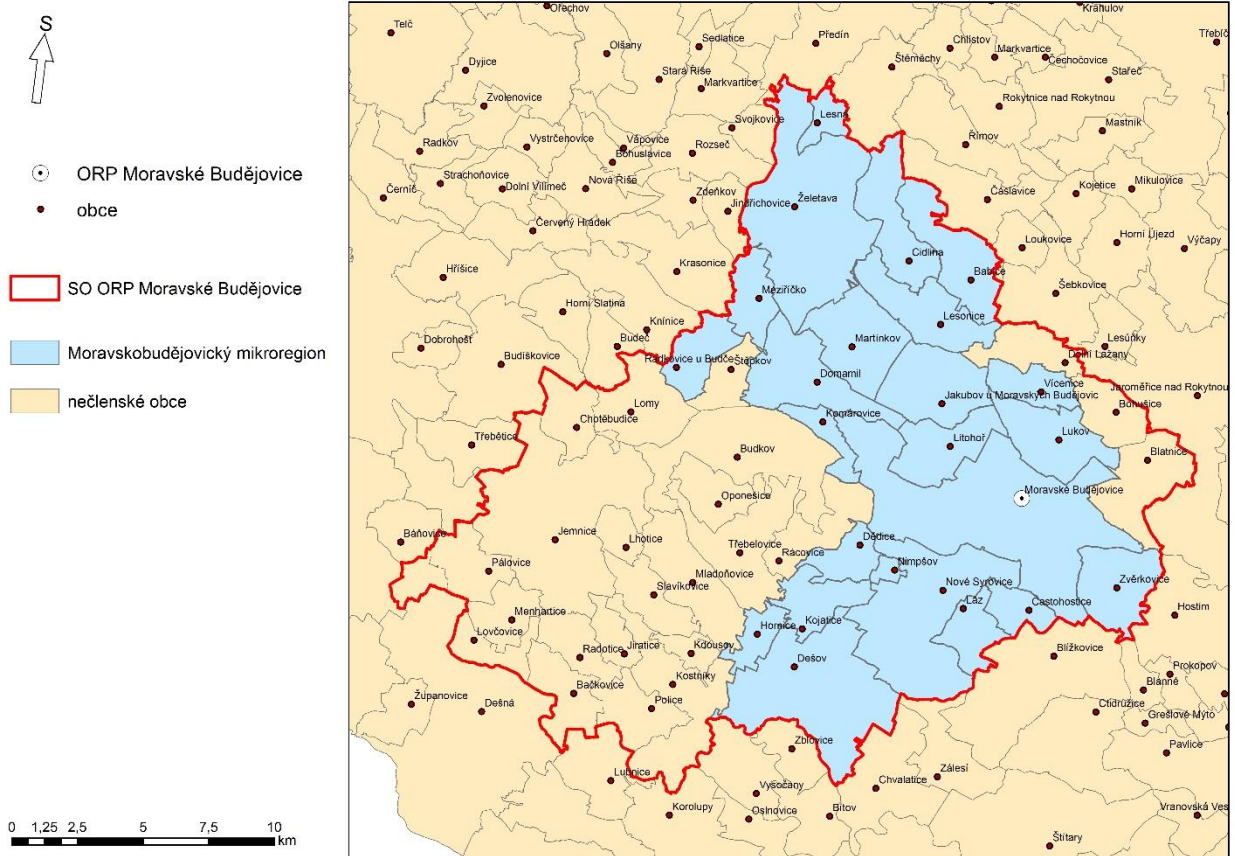 S
ORP Moravské Budějovice
obce
SO ORP Moravské Budějovice
Moravskobudějovický mikroregion
nečlenské obce
0 1,25 2,5 5 7,5 10
km
Ořechov
Kranulov
Telč
Olšany
Sedlatice
Předín
Chlístov
Markvartice
Třebíč
Dyjice
Štěměchy
Čechočovice
Stará Říše
Markvartice
Stařeč
Zvolenovice
Rokytnice nad Rokytnou
Svojkovice
Lesná
Mastník
Radkov
Vystrčenovice
Vápovice
Bohuslavice
Rozseč
Římov
Strachoňovice
Dolní Vilímeč
Nová Říše
Černíč
Zdeňkov
Jindřichovice
Želetava
Čáslavice
Kojetice
Mikulovice
Červený Hrádek
Loukovice
Horní Újezd
Výčapy
Hříšice
Krasonice
Cidlina
Babice
Meziříčko
Šebkovice
Horní Slatina
Knínice
Lesonice
Dobrohošť
Budíškovice
Budeč
Martínkov
Lesůňky
Radkovice u Budče
Štěpkov
Dolní Lažany
Domamil
Vícenice
Jaroměřice nad Rokytnou
Jakubov u Moravských Budějovic
Bohušice
Lomy
Chotěbudice
Komárovice
Třebětice
Litohoř
Lukov
Budkov
Blatnice
Oponešice
Moravské Budějovice
Báňovice
Jemnice
Lhotice
Třebelovice
Rácovice
Dědice
Pálovice
Nimpšov
Mladoňovice
Slavíkovice
Nové Syrovice
Zvěrkovice
Láz
Častohostice
Hostim
Menhartice
Lovčovice
Hornice
Kojatice
Radotice
Jiratice
Kdousov
Dešov
Blížkovice
Bačkovice
Kostníky
Prokopov
Blanné
Županovice
Dešná
Police
Ctidružice
Grešlové Mýto
Zblovice
Pavlice
Lubnice
Vysočany
Chvalatice
Zálesí
Korolupy
Oslnovice
Bítov
Vranovská Ves
Štítary